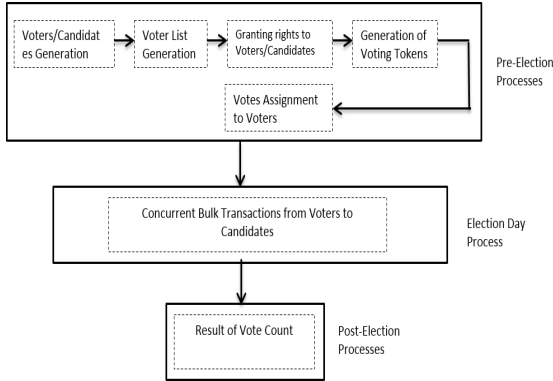 Voters/Candidat
es Generation
Voter List
Generation
Granting rights to
Voters/Candidates
Generation of
Voting Tokens
Votes Assignment
to Voters
Pre-Election
Processes
Concurrent Bulk Transactions from Voters to
Candidates
Election Day
Process
Result of Vote Count
Post-Election
Processes